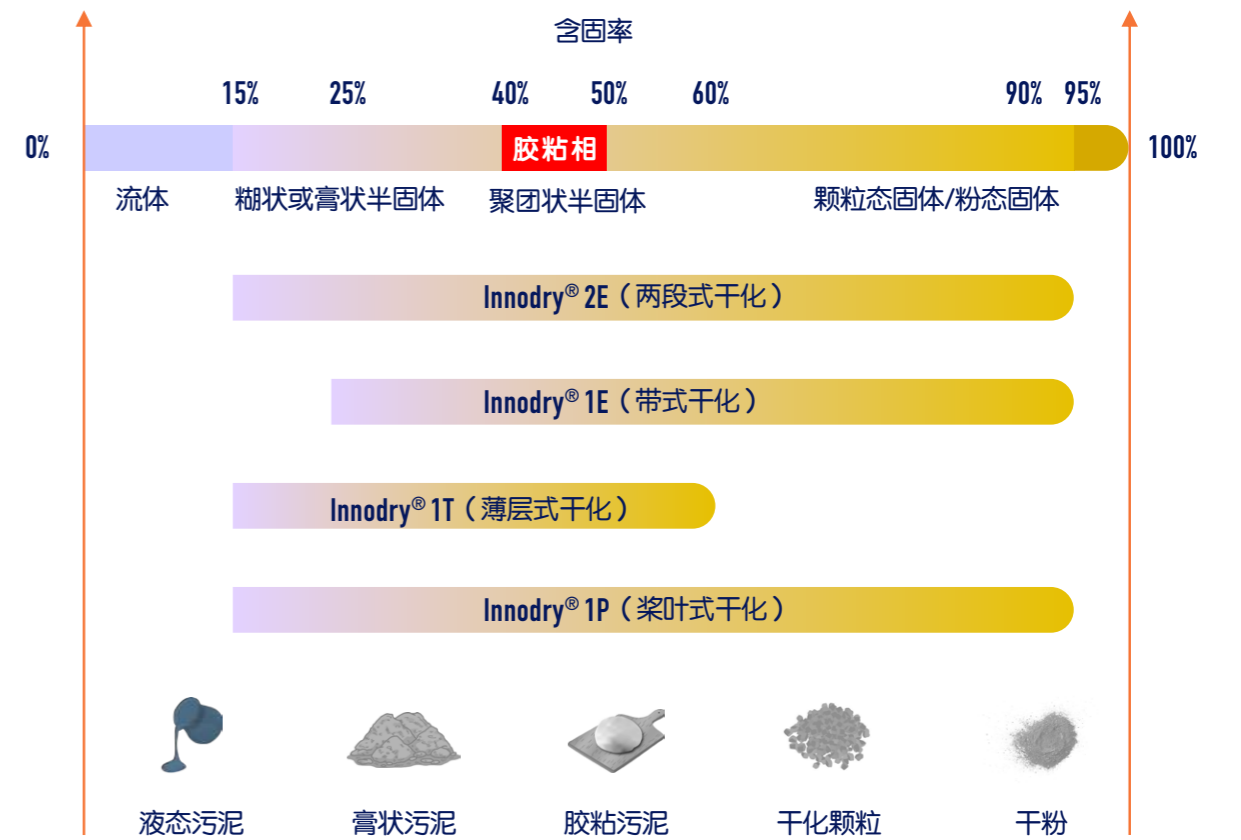 含固率
15% 25% 40% 50% 60% 90% 95%
0% 胶粘相 100%
流体 糊状或膏状半固体 聚团状半固体 颗粒态固体/粉态固体
Innodry® 2E（两段式干化）
Innodry® 1E（带式干化）
Innodry® 1T（薄层式干化）
Innodry® 1P（桨叶式干化）
液态污泥 膏状污泥 胶粘污泥 干化颗粒 干粉